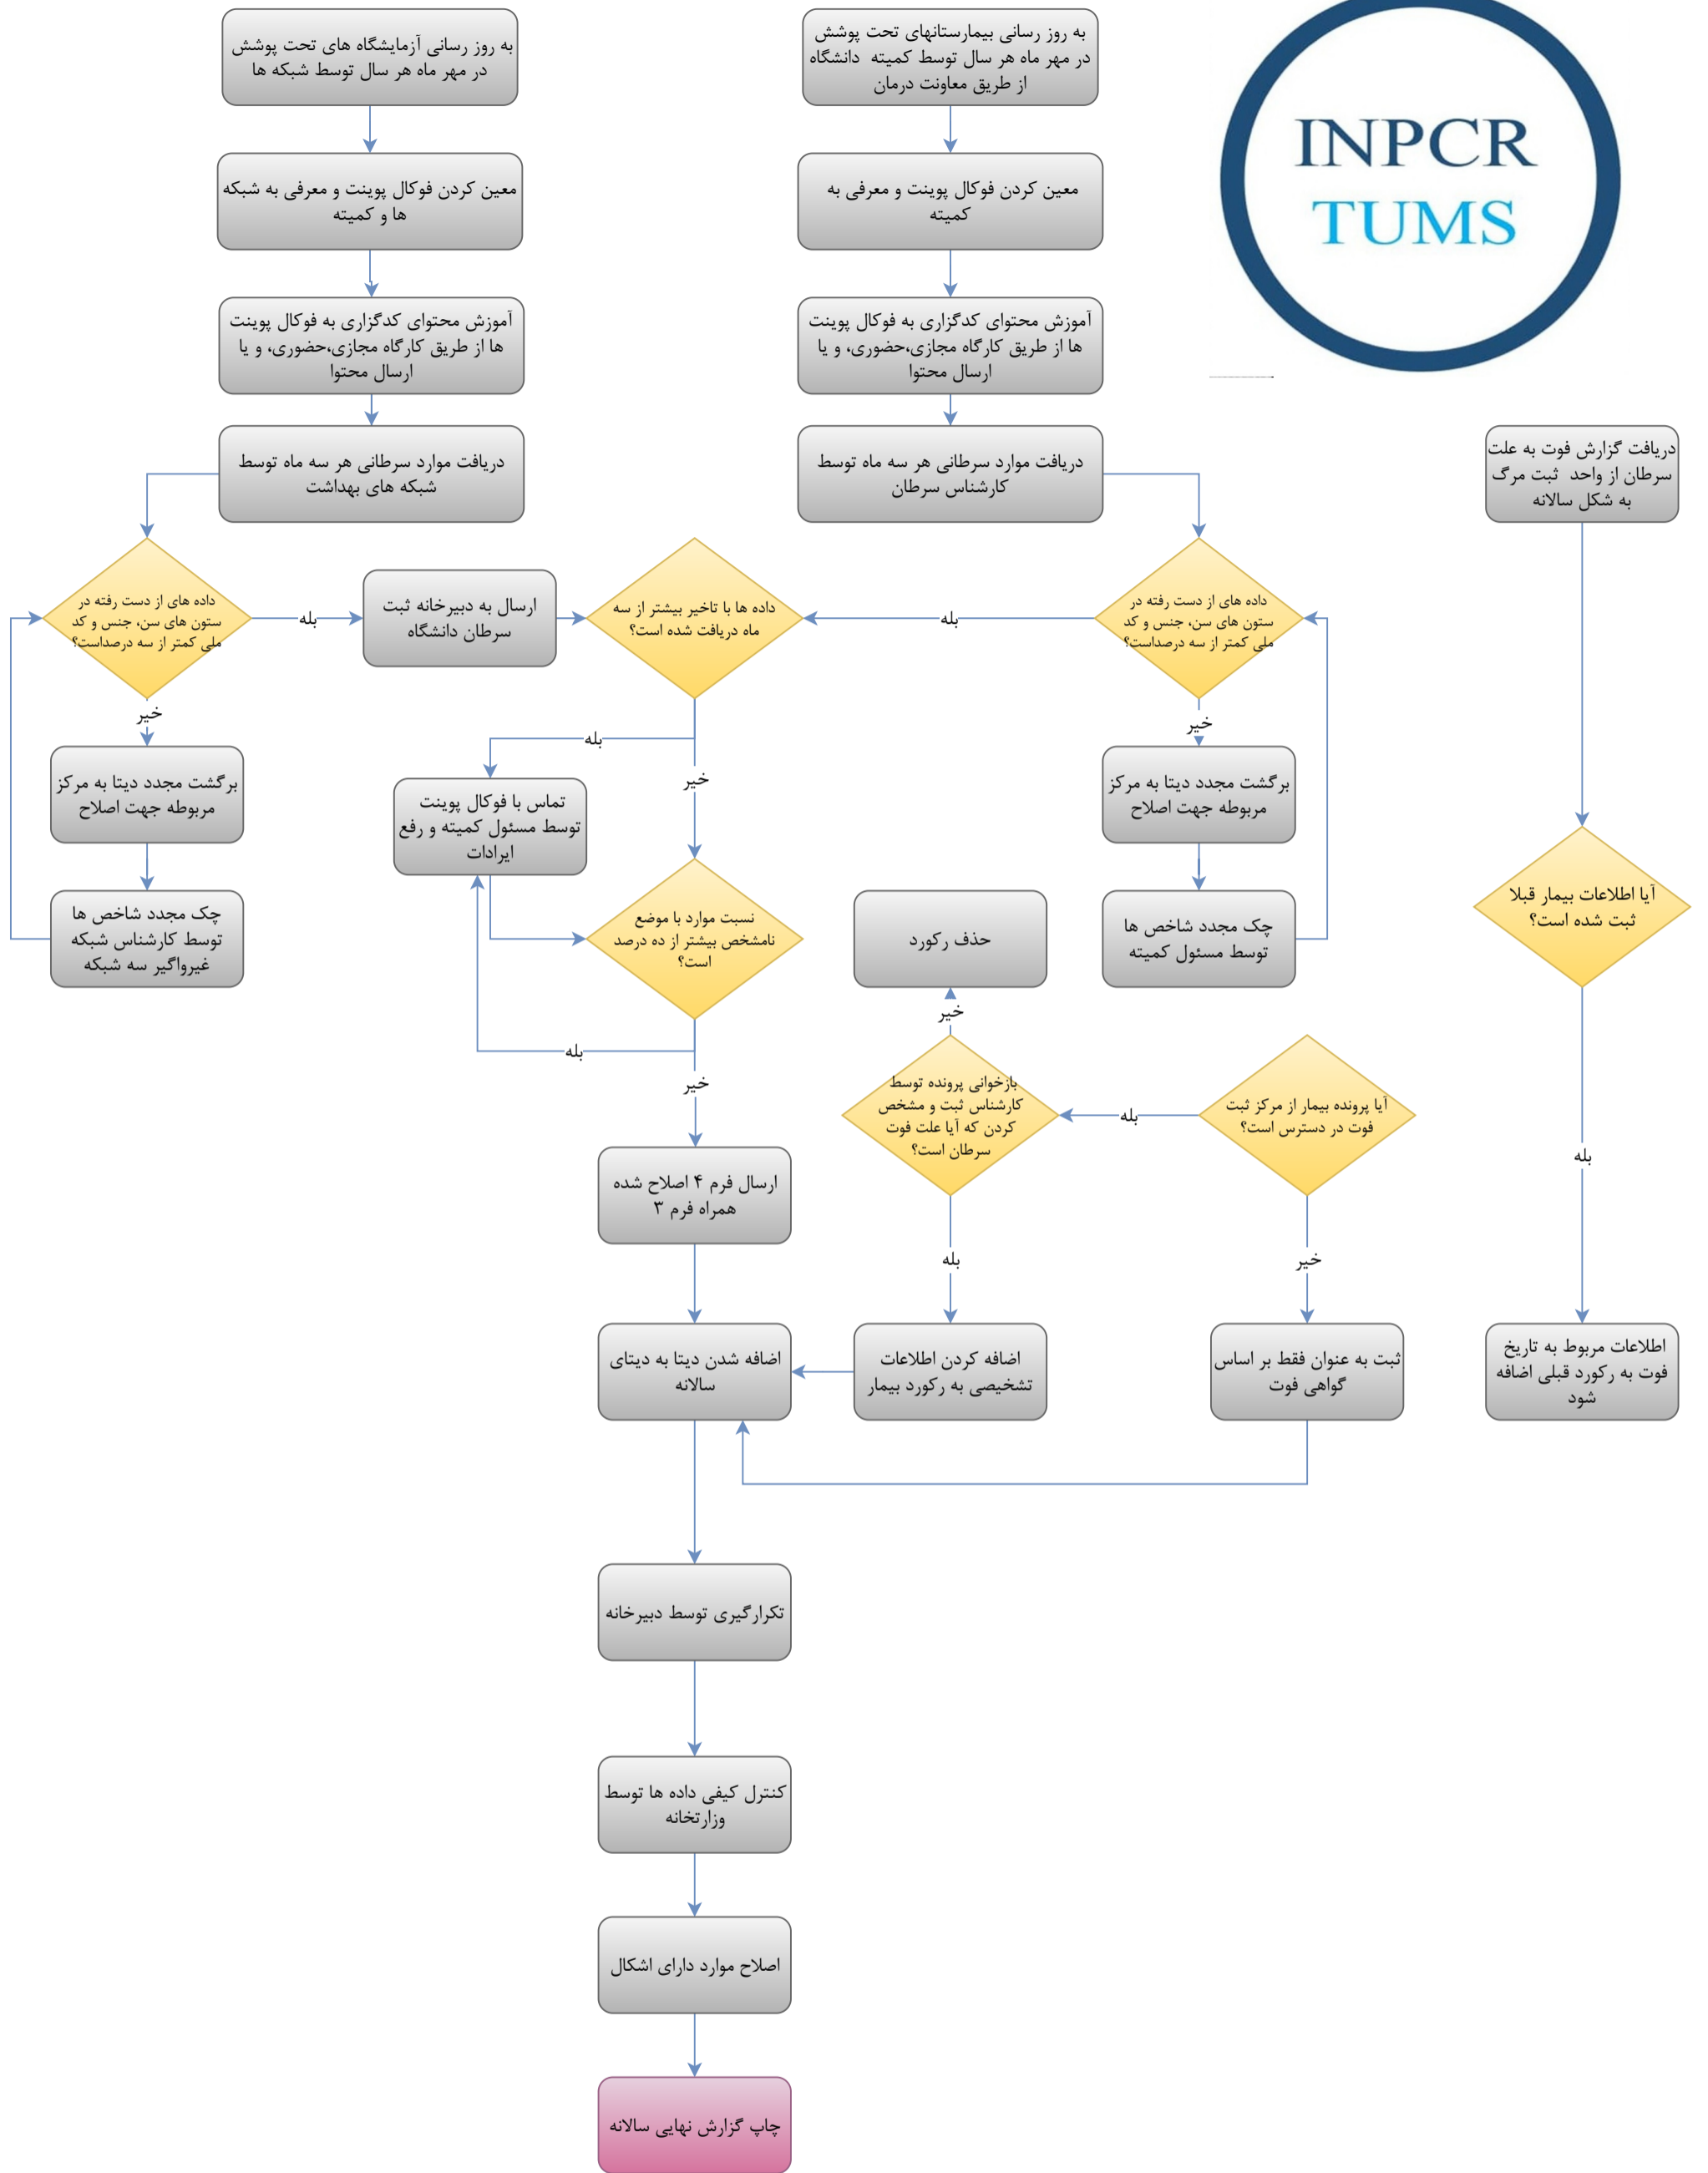 به روز رسانی آزمایشگاه های تحت پوشش
در مهر ماه هر سال توسط شبکه ها
به روز رسانی بیمارستانهای تحت پوشش
در مهر ماه هر سال توسط کمیته دانشگاه
از طریق معاونت درمان
INPCR
TUMS
معین کردن فوکال پوینت و معرفی به شبکه
ها و کمیته
معین کردن فوکال پوینت و معرفی به
کمیته
آموزش محتوای کدگزاری به فوکال پوینت
ها از طریق کارگاه مجازی،حضوری، و یا
ارسال محتوا
آموزش محتوای کدگزاری به فوکال پوینت
ها از طریق کارگاه مجازی،حضوری، و یا
ارسال محتوا
دریافت موارد سرطانی هر سه ماه توسط
شبکه های بهداشت
دریافت موارد سرطانی هر سه ماه توسط
کارشناس سرطان
دریافت گزارش فوت به علت
سرطان از واحد ثبت مرگ
به شکل سالانه
داده های از دست رفته در
ستون های سن، جنس و کد
ملی کمتر از سه درصداست؟
بله
ارسال به دبیرخانه ثبت
سرطان دانشگاه
داده ها با تاخیر بیشتر از سه
ماه دریافت شده است؟
بله
داده های از دست رفته در
ستون های سن، جنس و کد
ملی کمتر از سه درصداست؟
خیر
خیر
بله
خیر
برگشت مجدد دیتا به مرکز
مربوطه جهت اصلاح
تماس با فوکال پوینت
توسط مسئول کمیته و رفع
ایرادات
برگشت مجدد دیتا به مرکز
مربوطه جهت اصلاح
چک مجدد شاخص ها
توسط کارشناس شبکه
غیرواگیر سه شبکه
نسبت موارد با موضع
نامشخص بیشتر از ده درصد
است؟
حذف رکورد
چک مجدد شاخص ها
توسط مسئول کمیته
آیا اطلاعات بیمار قبلا
ثبت شده است؟
خیر
بله
خیر
بازخوانی پرونده توسط
کارشناس ثبت و مشخص
کردن که آیا علت فوت
سرطان است؟
بله
آیا پرونده بیمار از مرکز ثبت
فوت در دسترس است؟
بله
ارسال فرم ۴ اصلاح شده
همراه فرم ۳
بله
خیر
اضافه شدن دیتا به دیتای
سالانه
اضافه کردن اطلاعات
تشخیصی به رکورد بیمار
ثبت به عنوان فقط بر اساس
گواهی فوت
اطلاعات مربوط به تاریخ
فوت به رکورد قبلی اضافه
شود
تکرارگیری توسط دبیرخانه
کنترل کیفی داده ها توسط
وزارتخانه
اصلاح موارد دارای اشکال
چاپ گزارش نهایی سالانه